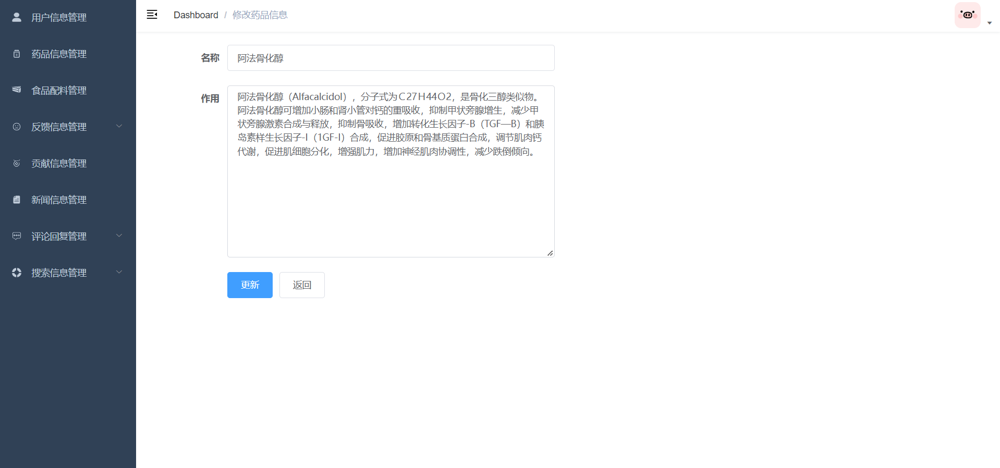 用户信息管理
药品信息管理
食品配料管理
反馈信息管理
贡献信息管理
新闻信息管理
评论回复管理
搜索信息管理
Dashboard / 修改药品信息
名称 阿法骨化醇
作用
阿法骨化醇（Alfacalcidol），分子式为Ｃ27Ｈ44Ｏ2，是骨化三醇类似物。
阿法骨化醇可增加小肠和肾小管对钙的重吸收，抑制甲状旁腺增生，减少甲
状旁腺激素合成与释放，抑制骨吸收，增加转化生长因子-B（TGF—B）和胰
岛素样生长因子-I（1GF-I）合成，促进胶原和骨基质蛋白合成，调节肌肉钙
代谢，促进肌细胞分化，增强肌力，增加神经肌肉协调性，减少跌倒倾向。
更新 返回